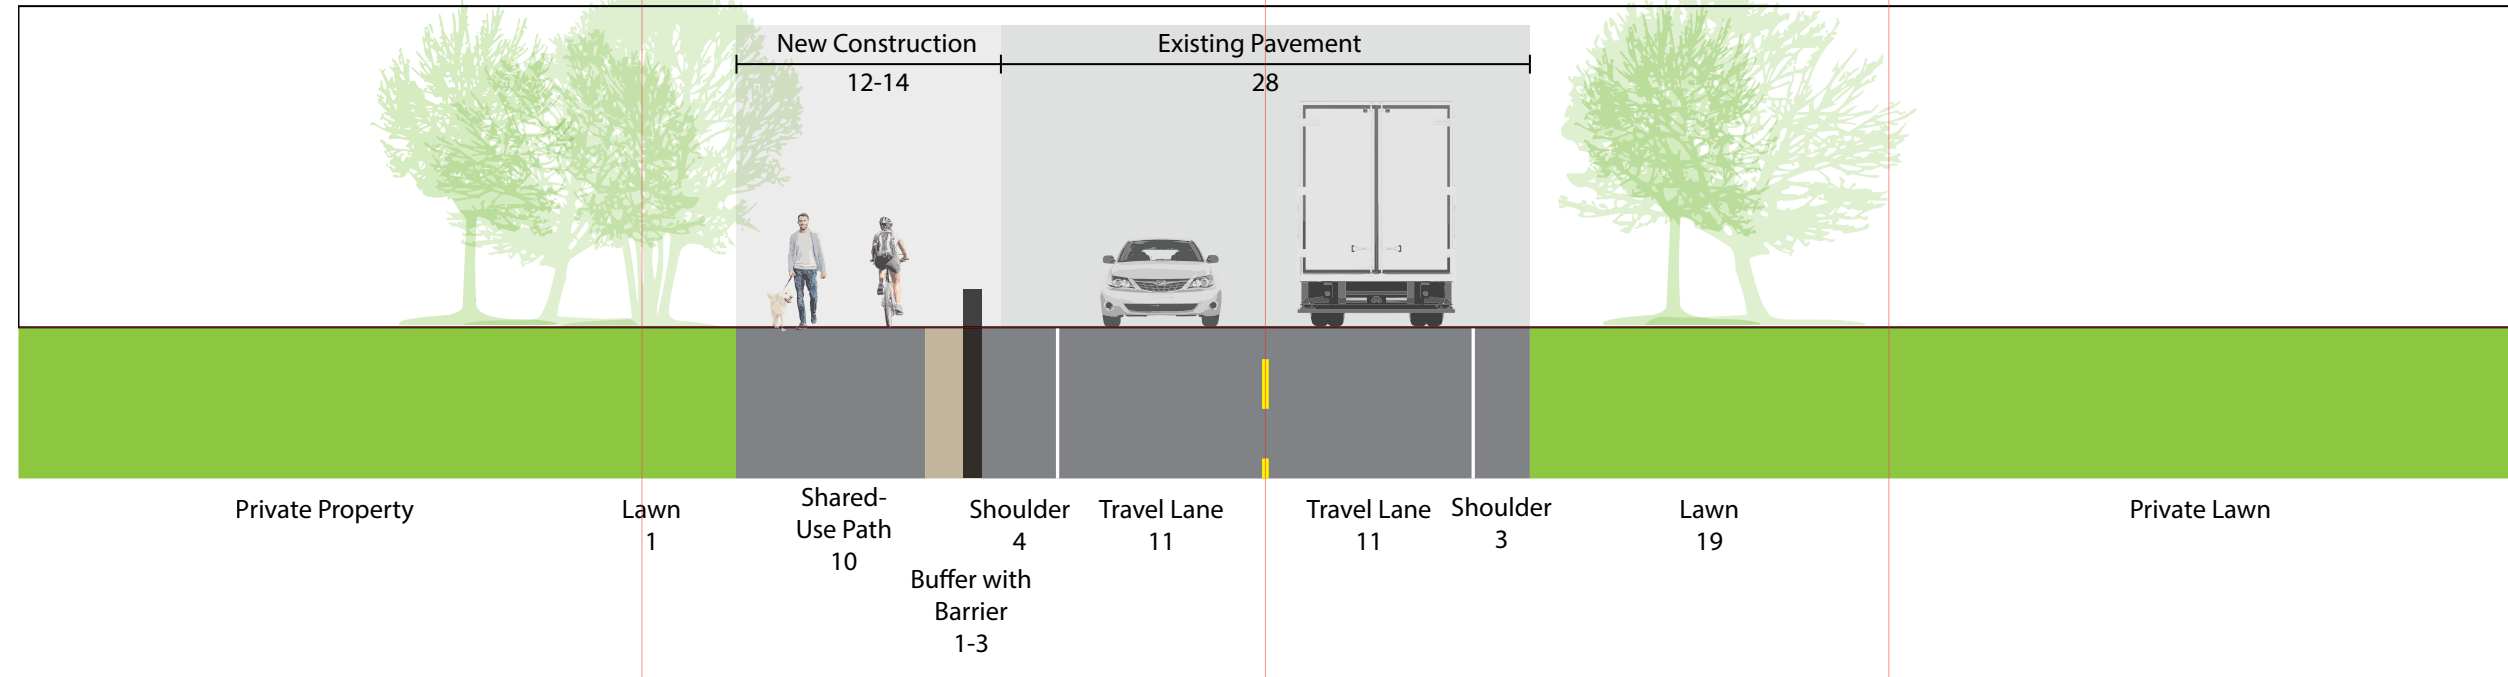 New Construction
12-14
Existing Pavement
28
Private Property
Lawn
1
Shared-
Use Path
10
Buffer with
Barrier
1-3
Shoulder
4
Travel Lane
11
Travel Lane
11
Shoulder
3
Lawn
19
Private Lawn